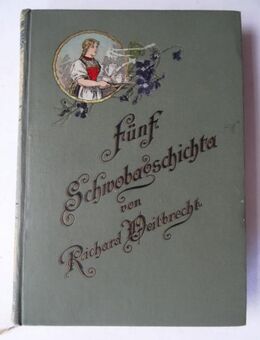 Fünf
Schwobagschichta
von
Richard Weitbrecht.